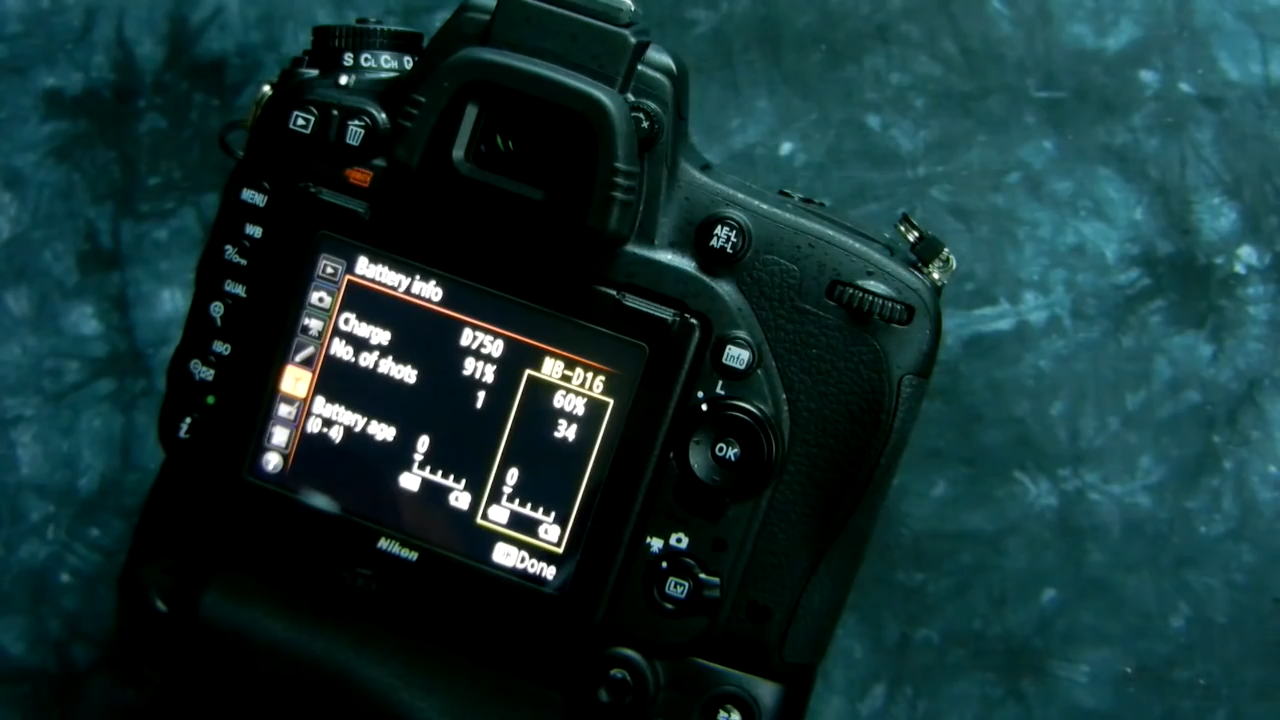 S CL CH
MENU
WB
QUAL
ISO
i
AE-L
AF-L
info
L
OK
Lv
Battery info
D750
MB-D16
Charge
91%
60%
No. of shots
1
34
Battery age
(0-4)
0
0
Done
Nikon